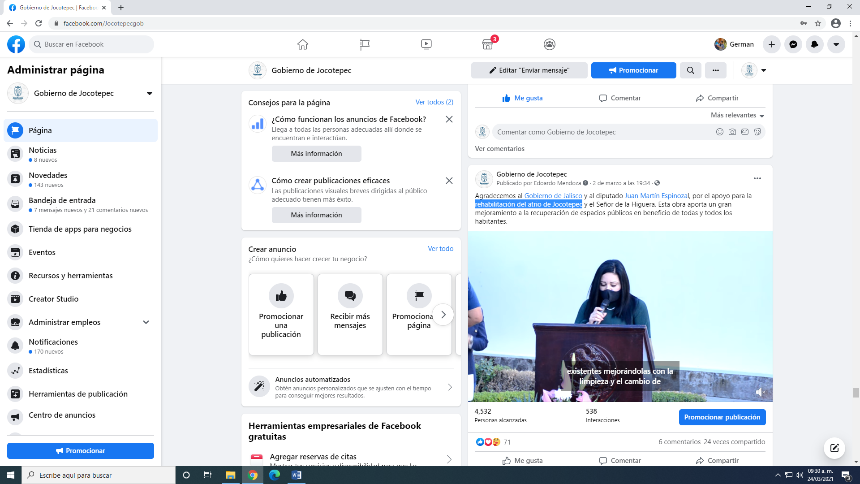 Gobierno de Jocotepec | Facebook
facebook.com/Jocotepecgob
Buscar en Facebook
3
German
Administrar página
Gobierno de Jocotepec
Página
Noticias
8 nuevos
Novedades
Bandeja de entrada
7 mensajes nuevos y 21 comentarios nuevos
Tienda de apps para negocios
Eventos
Recursos y herramientas
Creator Studio
Administrar empleos
Notificaciones
170 nuevos
Estadísticas
Herramientas de publicación
Centro de anuncios
Promocionar
Gobierno de Jocotepec
Editar "Enviar mensaje"
Promocionar
Consejos para la página
Ver todos (2)
¿Cómo funcionan los anuncios de Facebook?
Llega a todas las personas adecuadas allí donde se
encuentran e interactúan.
Más información
Cómo crear publicaciones eficaces
Las publicaciones visuales breves dirigidas al público
adecuado tienen más éxito.
Más información
Crear anuncio
Ver todo
¿Cómo quieres hacer crecer tu negocio?
Promocionar
una
publicación
Recibir más
mensajes
Promociona
página
Anuncios automatizados
Obtén anuncios personalizados que se ajusten con el tiempo
para conseguir mejores resultados.
Herramientas empresariales de Facebook
gratuitas
Agregar reservas de citas
Me gusta
Comentar
Compartir
Más relevantes
Comentar como Gobierno de Jocotepec
Ver comentarios
Gobierno de Jocotepec
Publicado por Edoardo Mendoza
· 2 de marzo a las 19:34 ·
Agradecemos al Gobierno de Jalisco y al diputado Juan Martín Espinozal, por el apoyo para la
rehabilitación del atrio de Jocotepec y el Señor de la Higuera. Esta obra aporta un gran
mejoramiento a la recuperación de espacios públicos en beneficio de todas y todos los
habitantes.
existentes mejorándolas con la
limpieza y el cambio de
4,532
Personas alcanzadas
538
Interacciones
Promocionar publicación
71
6 comentarios 24 veces compartido
Me gusta
Comentar
Compartir
Escribe aquí para buscar
24/03/2021